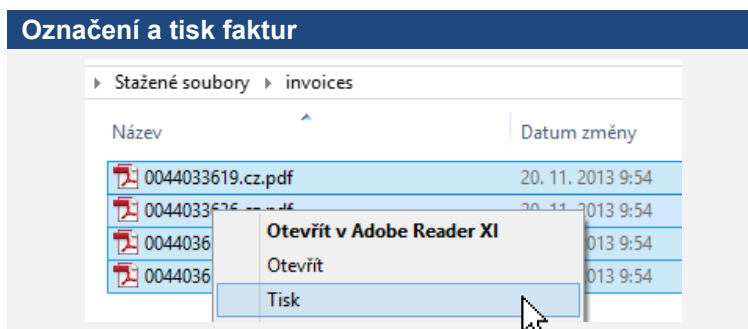 Označení a tisk faktur
Stažené soubory invoices
Název Datum změny
0044033619.cz.pdf 20. 11. 2013 9:54
2013 9:54
0044036 013 9:54
0044036 013 9:54
Otevřít v Adobe Reader XI
Otevřít
Tisk